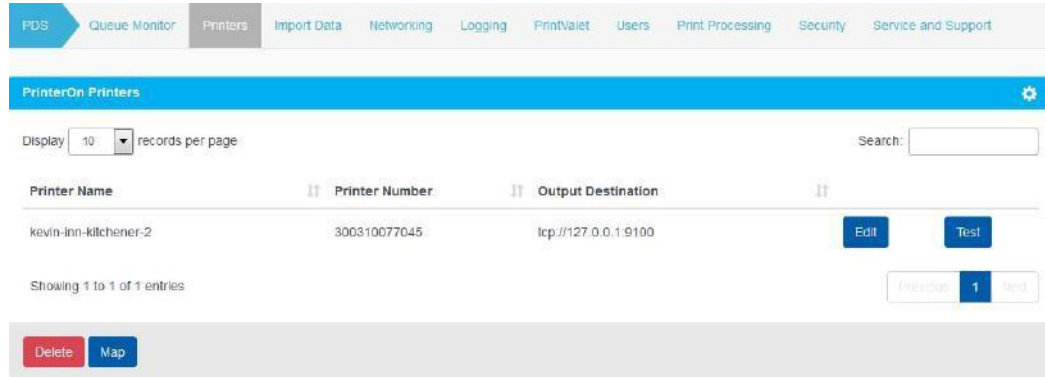 PDS Queue Monitor Printers Import Data Networking Logging PrintValet Users Print Processing Security Service and Support
PrinterOn Printers
Display 10 records per page Search:
Printer Name Printer Number Output Destination
kevin-inn-kitchener-2 300310077045 tcp://127.0.0.1:9100 Edit Test
Showing 1 to 1 of 1 entries Previous 1 Next
Delete Map